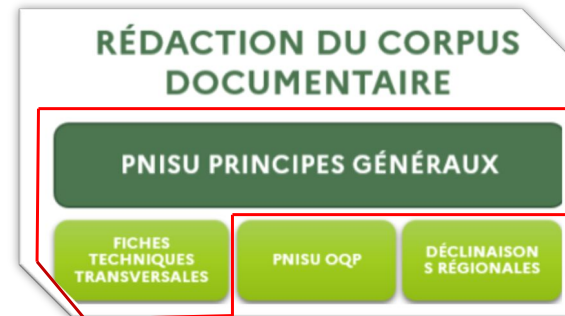 RÉDACTION DU CORPUS
DOCUMENTAIRE
PNISU PRINCIPES GÉNÉRAUX
FICHES
TECHNIQUES
TRANSVERSALES
PNISU OQP
DÉCLINAISON
S RÉGIONALES